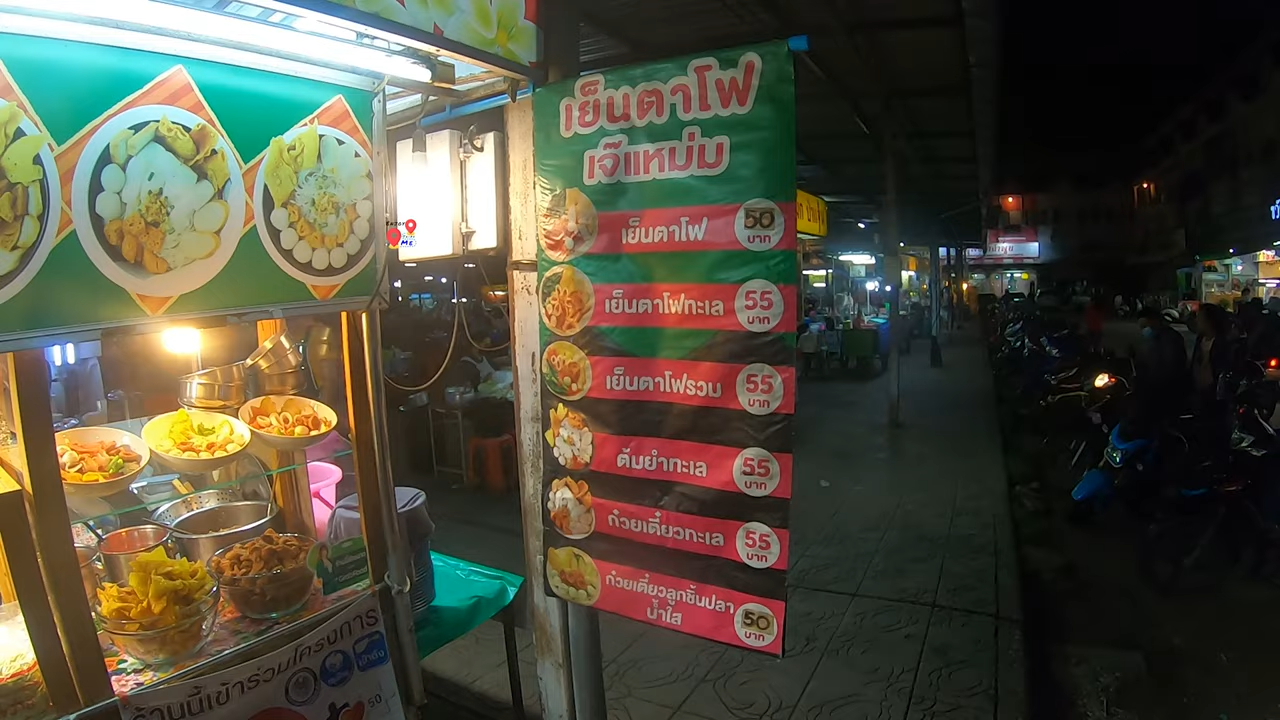 เย็นตาโฟ
เจ๊แหม่ม
เย็นตาโฟ 50 บาท
เย็นตาโฟทะเล 55 บาท
เย็นตาโฟรวม 55 บาท
ต้มยำทะเล 55 บาท
ก๋วยเตี๋ยวทะเล 55 บาท
ก๋วยเตี๋ยวลูกชิ้นปลา
น้ำใส 50 บาท
ร้านนี้เข้าร่วมโครงการ
50
ME